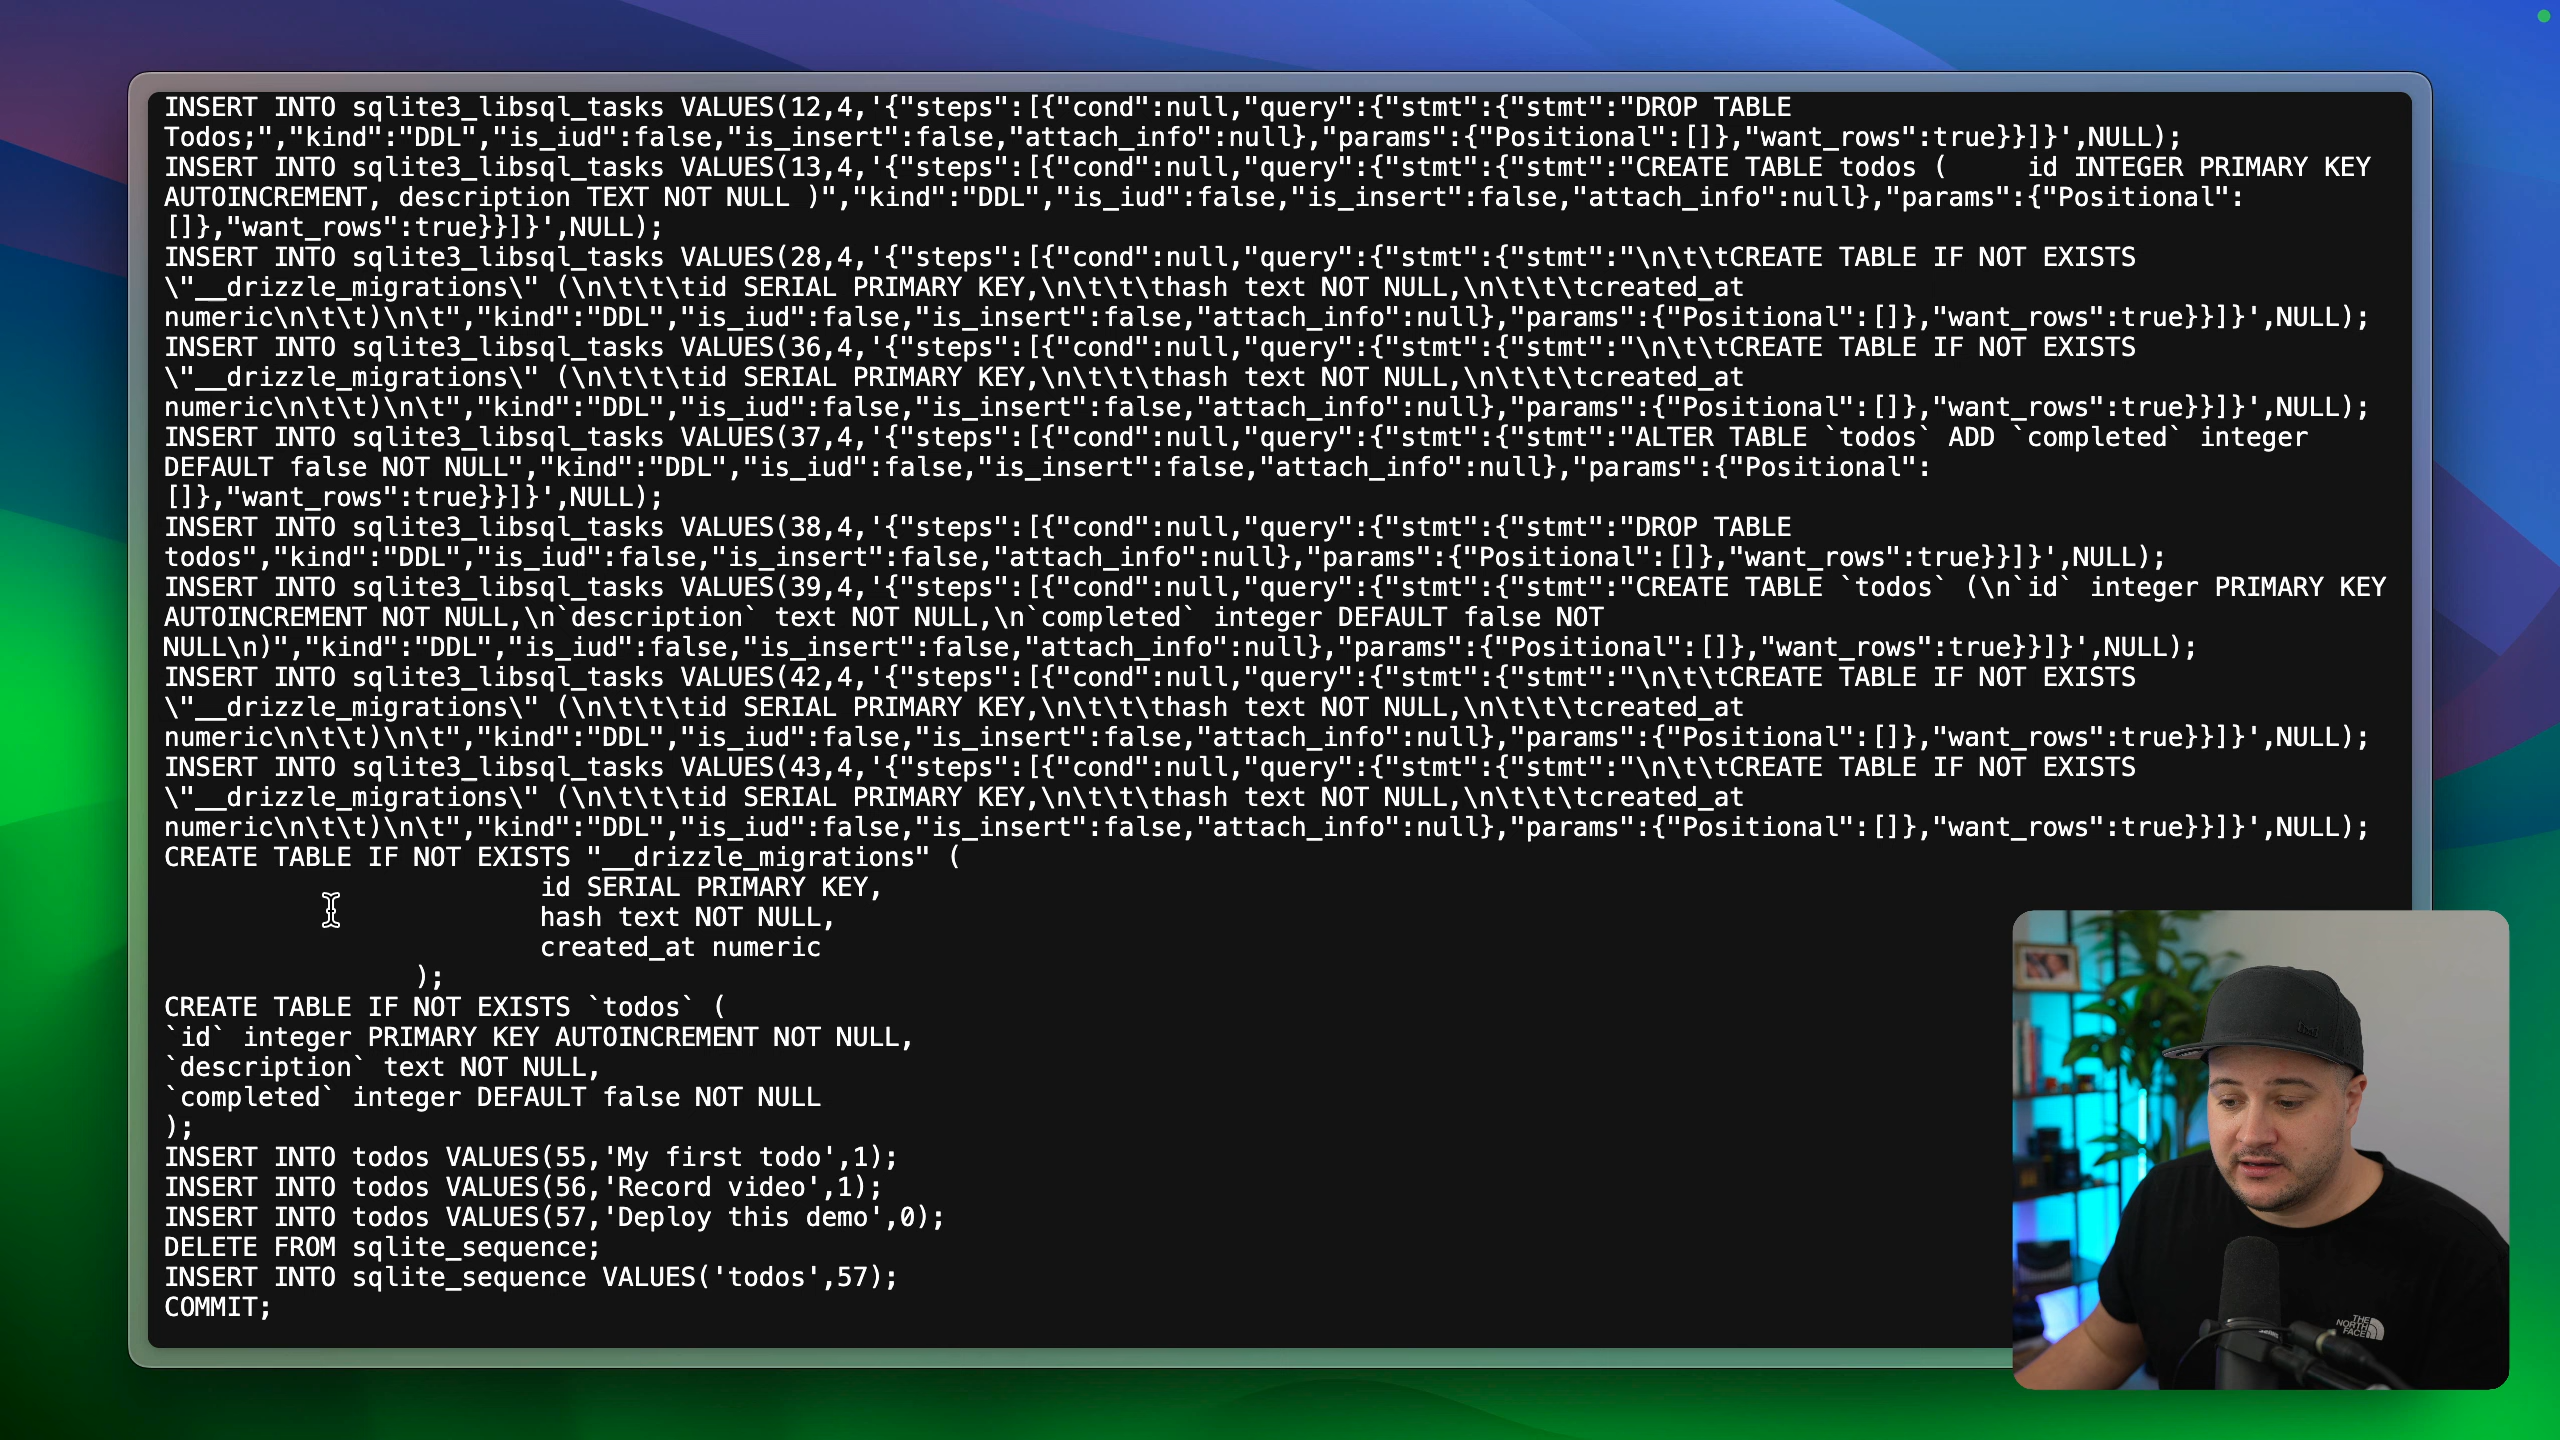 INSERT INTO sqlite3_libsql_tasks VALUES(12,4,'{"steps":[{"cond":null,"query":{"stmt":{"stmt":"DROP TABLE
Todos;","kind":"DDL","is_iud":false,"is_insert":false,"attach_info":null},"params":{"Positional":[]},"want_rows":true}}]}',NULL);
INSERT INTO sqlite3_libsql_tasks VALUES(13,4,'{"steps":[{"cond":null,"query":{"stmt":{"stmt":"CREATE TABLE todos (     id INTEGER PRIMARY KEY
AUTOINCREMENT, description TEXT NOT NULL )","kind":"DDL","is_iud":false,"is_insert":false,"attach_info":null},"params":{"Positional":
[]},"want_rows":true}}]}',NULL);
INSERT INTO sqlite3_libsql_tasks VALUES(28,4,'{"steps":[{"cond":null,"query":{"stmt":{"stmt":"\n\t\tCREATE TABLE IF NOT EXISTS
\"__drizzle_migrations\" (\n\t\t\tid SERIAL PRIMARY KEY,\n\t\t\thash text NOT NULL,\n\t\t\tcreated_at
numeric\n\t\t)\n\t","kind":"DDL","is_iud":false,"is_insert":false,"attach_info":null},"params":{"Positional":[]},"want_rows":true}}]}',NULL);
INSERT INTO sqlite3_libsql_tasks VALUES(36,4,'{"steps":[{"cond":null,"query":{"stmt":{"stmt":"\n\t\tCREATE TABLE IF NOT EXISTS
\"__drizzle_migrations\" (\n\t\t\tid SERIAL PRIMARY KEY,\n\t\t\thash text NOT NULL,\n\t\t\tcreated_at
numeric\n\t\t)\n\t","kind":"DDL","is_iud":false,"is_insert":false,"attach_info":null},"params":{"Positional":[]},"want_rows":true}}]}',NULL);
INSERT INTO sqlite3_libsql_tasks VALUES(37,4,'{"steps":[{"cond":null,"query":{"stmt":{"stmt":"ALTER TABLE `todos` ADD `completed` integer
DEFAULT false NOT NULL","kind":"DDL","is_iud":false,"is_insert":false,"attach_info":null},"params":{"Positional":
[]},"want_rows":true}}]}',NULL);
INSERT INTO sqlite3_libsql_tasks VALUES(38,4,'{"steps":[{"cond":null,"query":{"stmt":{"stmt":"DROP TABLE
todos","kind":"DDL","is_iud":false,"is_insert":false,"attach_info":null},"params":{"Positional":[]},"want_rows":true}}]}',NULL);
INSERT INTO sqlite3_libsql_tasks VALUES(39,4,'{"steps":[{"cond":null,"query":{"stmt":{"stmt":"CREATE TABLE `todos` (\n`id` integer PRIMARY KEY
AUTOINCREMENT NOT NULL,\n`description` text NOT NULL,\n`completed` integer DEFAULT false NOT
NULL\n)","kind":"DDL","is_iud":false,"is_insert":false,"attach_info":null},"params":{"Positional":[]},"want_rows":true}}]}',NULL);
INSERT INTO sqlite3_libsql_tasks VALUES(42,4,'{"steps":[{"cond":null,"query":{"stmt":{"stmt":"\n\t\tCREATE TABLE IF NOT EXISTS
\"__drizzle_migrations\" (\n\t\t\tid SERIAL PRIMARY KEY,\n\t\t\thash text NOT NULL,\n\t\t\tcreated_at
numeric\n\t\t)\n\t","kind":"DDL","is_iud":false,"is_insert":false,"attach_info":null},"params":{"Positional":[]},"want_rows":true}}]}',NULL);
INSERT INTO sqlite3_libsql_tasks VALUES(43,4,'{"steps":[{"cond":null,"query":{"stmt":{"stmt":"\n\t\tCREATE TABLE IF NOT EXISTS
\"__drizzle_migrations\" (\n\t\t\tid SERIAL PRIMARY KEY,\n\t\t\thash text NOT NULL,\n\t\t\tcreated_at
numeric\n\t\t)\n\t","kind":"DDL","is_iud":false,"is_insert":false,"attach_info":null},"params":{"Positional":[]},"want_rows":true}}]}',NULL);
CREATE TABLE IF NOT EXISTS "__drizzle_migrations" (
id SERIAL PRIMARY KEY,
hash text NOT NULL,
created_at numeric
);
CREATE TABLE IF NOT EXISTS `todos` (
`id` integer PRIMARY KEY AUTOINCREMENT NOT NULL,
`description` text NOT NULL,
`completed` integer DEFAULT false NOT NULL
);
INSERT INTO todos VALUES(55,'My first todo',1);
INSERT INTO todos VALUES(56,'Record video',1);
INSERT INTO todos VALUES(57,'Deploy this demo',0);
DELETE FROM sqlite_sequence;
INSERT INTO sqlite_sequence VALUES('todos',57);
COMMIT;
THE
NORTH
FACE